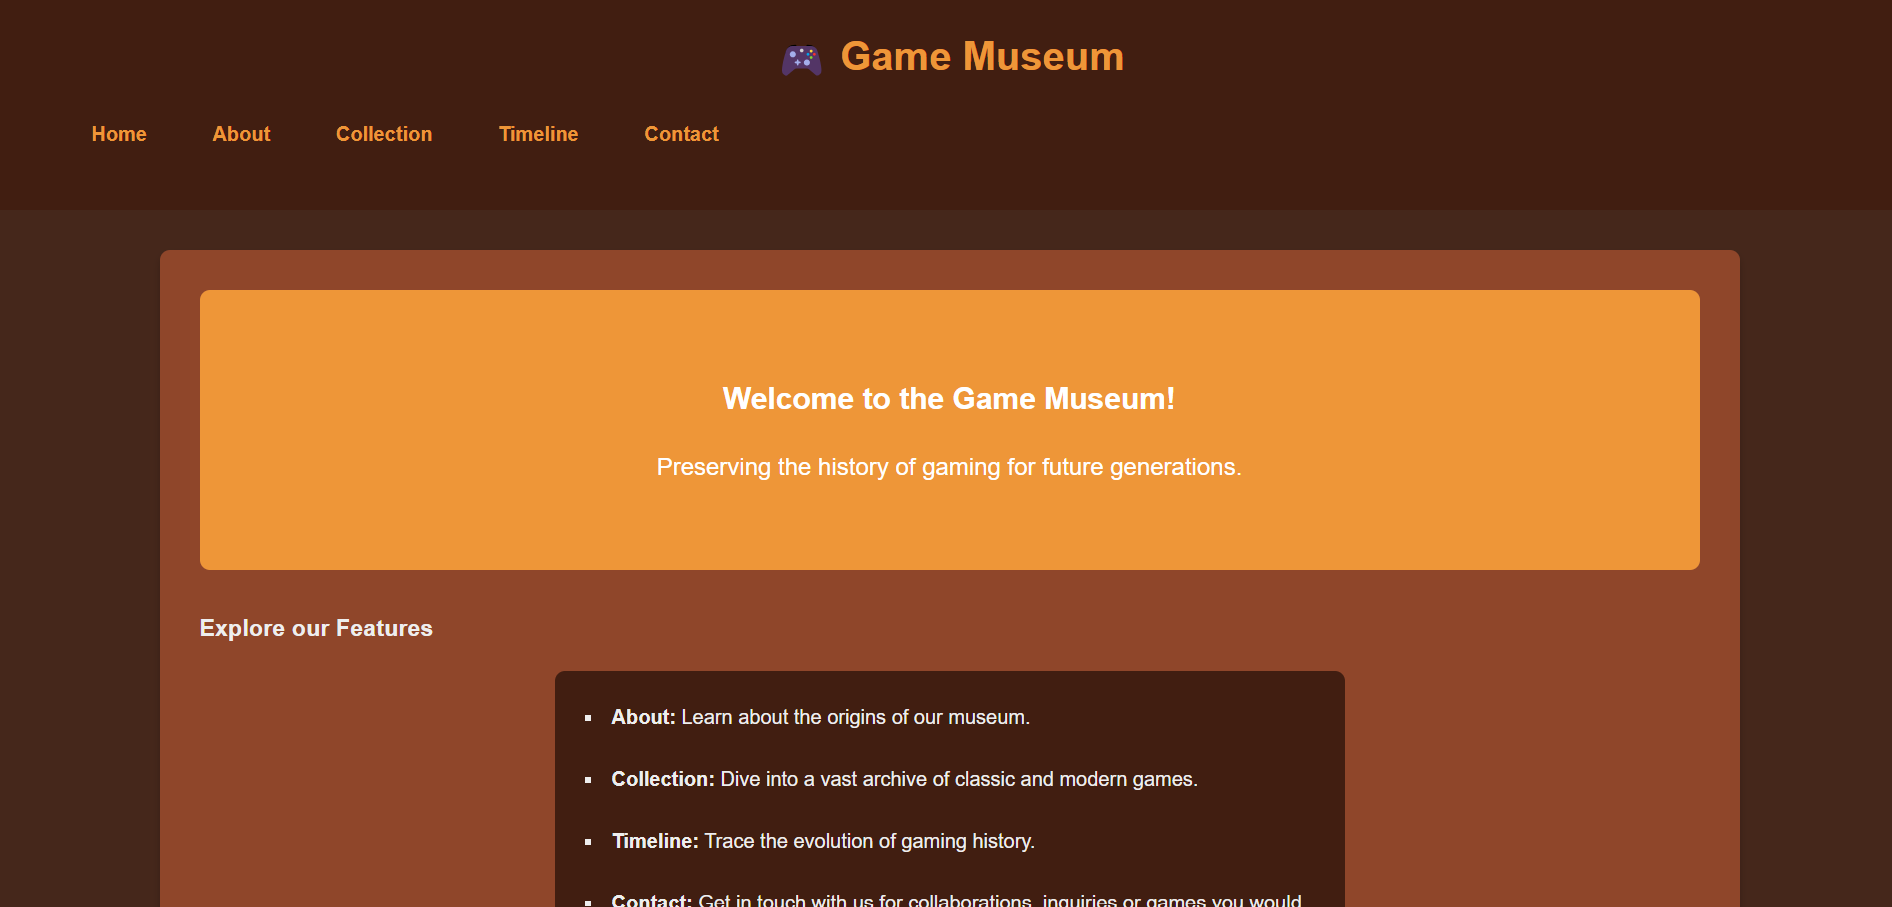 🎮 Game Museum
Home About Collection Timeline Contact
Welcome to the Game Museum!
Preserving the history of gaming for future generations.
Explore our Features
▪ About: Learn about the origins of our museum.
▪ Collection: Dive into a vast archive of classic and modern games.
▪ Timeline: Trace the evolution of gaming history.
▪ Contact: Get in touch with us for collaborations, inquiries or games you would